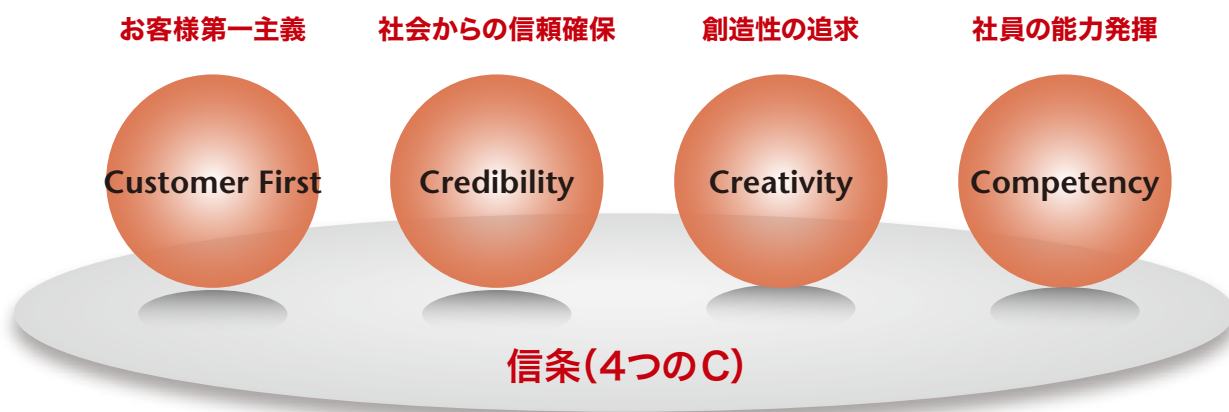 お客様第一主義
社会からの信頼確保
創造性の追求
社員の能力発揮
Customer First
Credibility
Creativity
Competency
信条(4つのC)